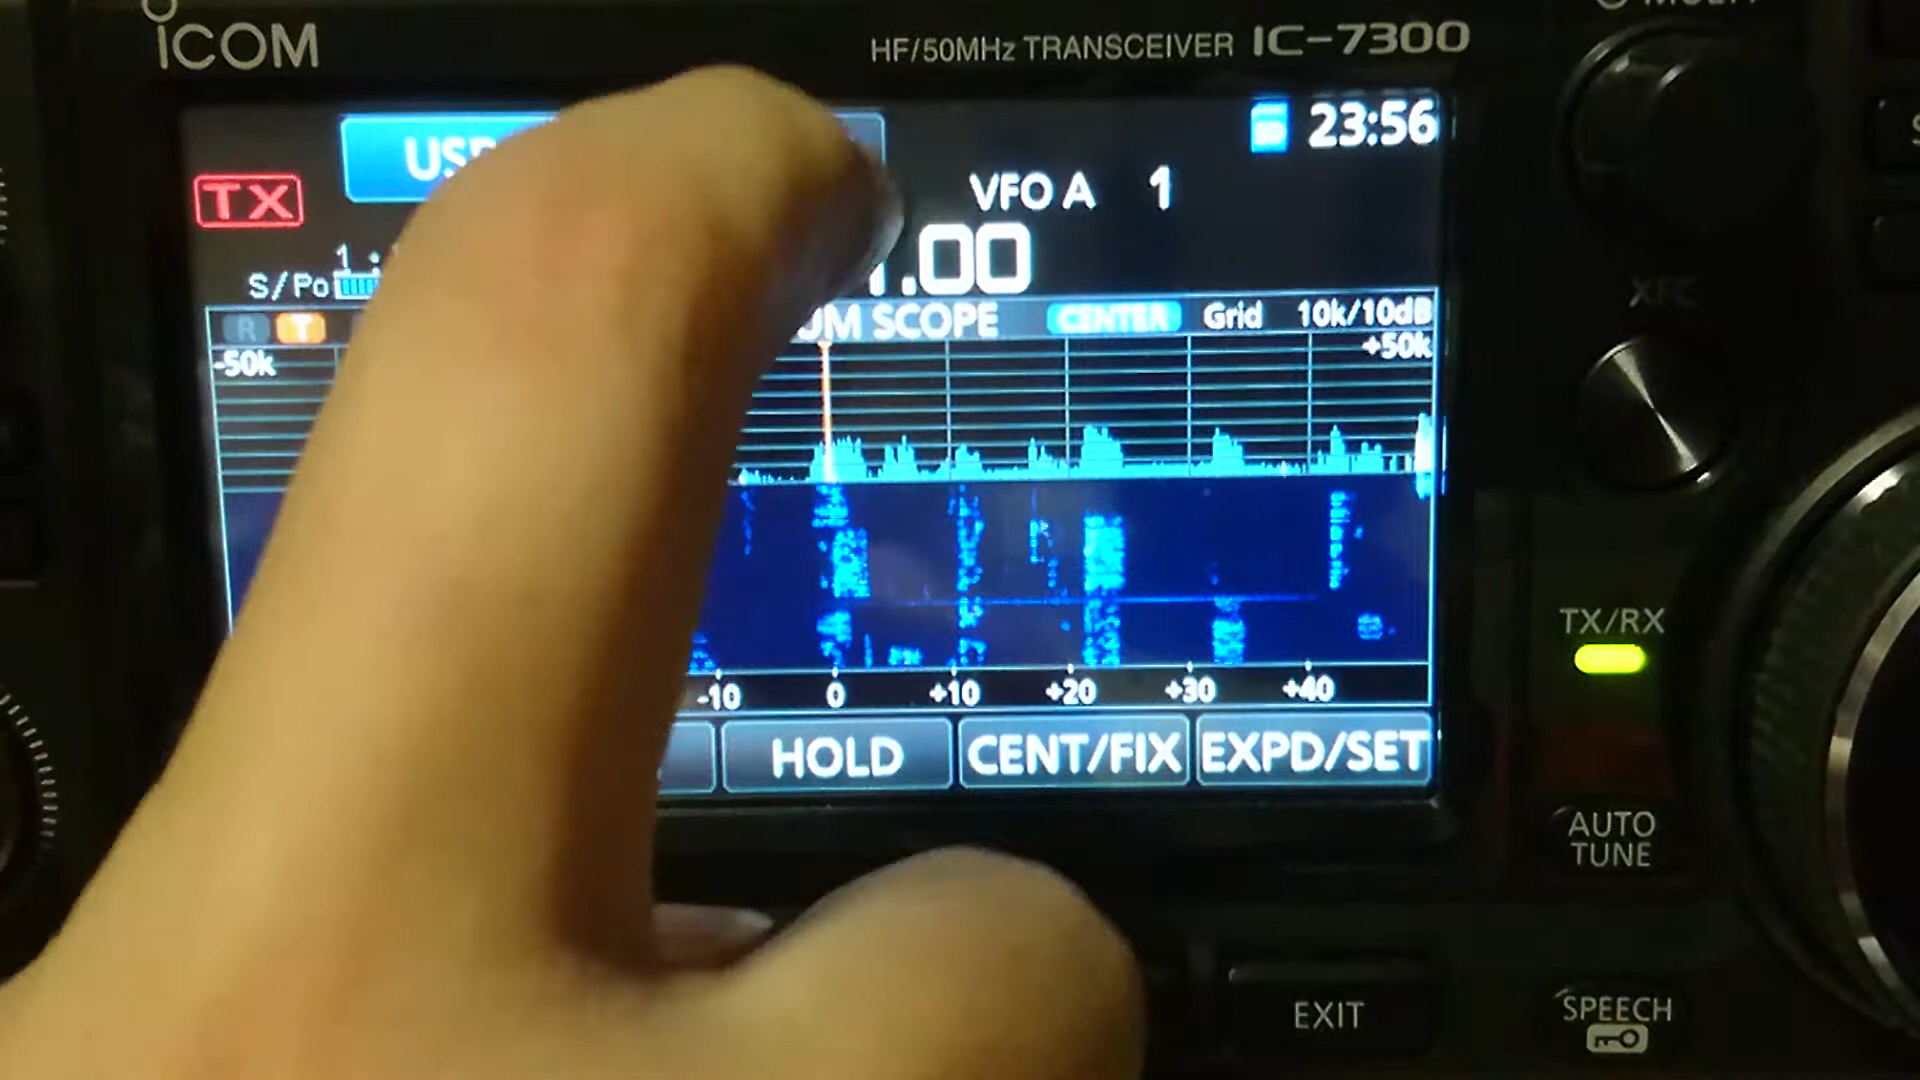 ICOM
HF/50MHz TRANSCEIVER IC-7300
23:56
TX
VFO A 1
.00
S/Po
1
R T
SCOPE CENTER Grid 10k/10dB
-50k
+50k
-10 0 +10 +20 +30 +40
HOLD CENT/FIX EXPD/SET
XFC
TX/RX
AUTO
TUNE
EXIT
SPEECH